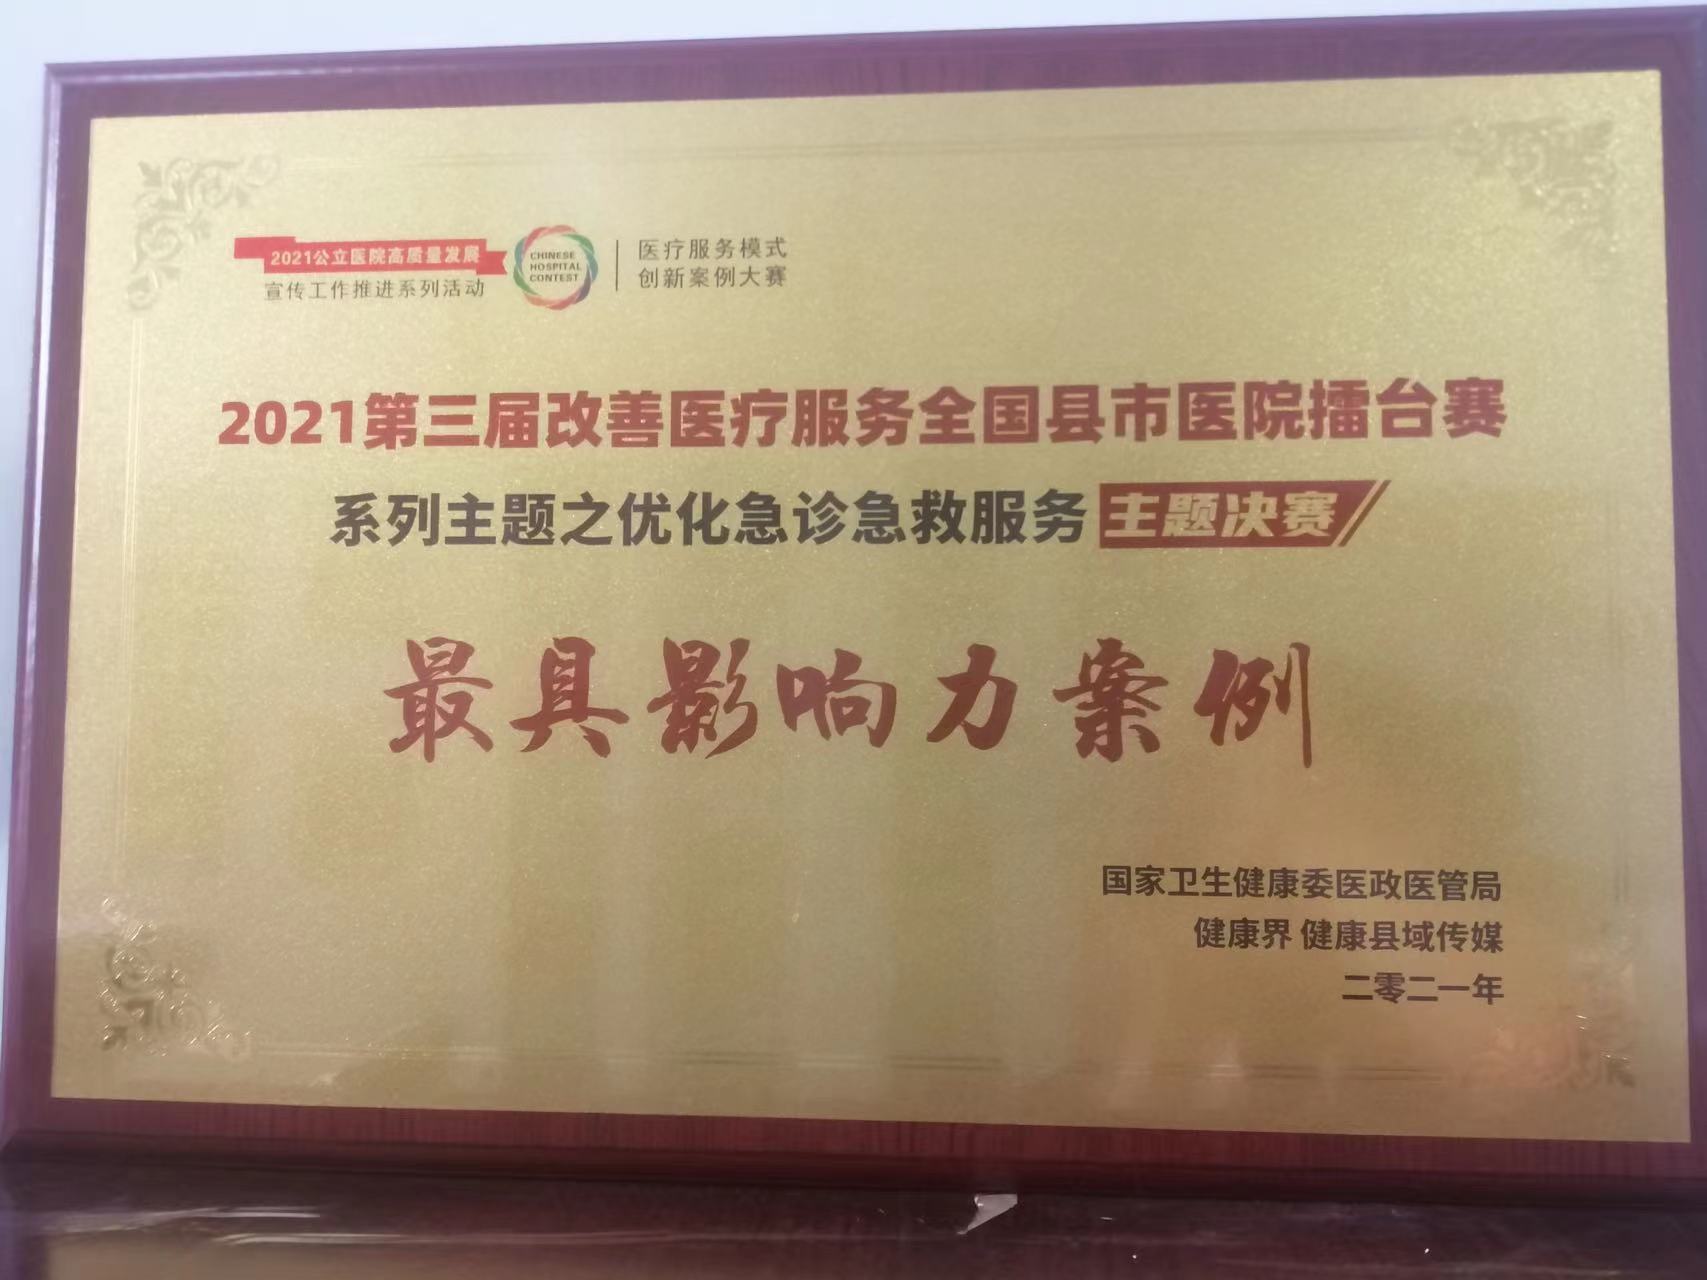 2021公立医院高质量发展
宣传工作推进系列活动
CHINESE
HOSPITAL
CONTEST
医疗服务模式
创新案例大赛
2021第三届改善医疗服务全国县市医院擂台赛
系列主题之优化急诊急救服务 主题决赛
最具影响力案例
国家卫生健康委医政医管局
健康界 健康县域传媒
二零二一年